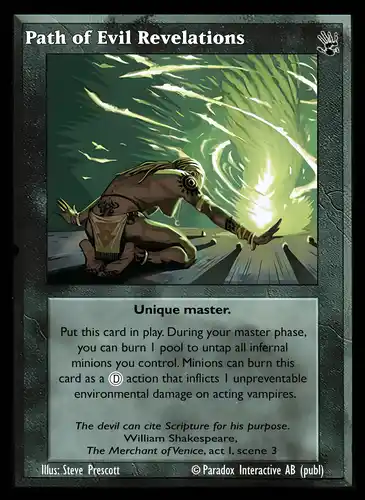 Path of Evil Revelations
Unique master.
Put this card in play. During your master phase,
you can burn 1 pool to untap all infernal
minions you control. Minions can burn this
card as a Ⓓ action that inflicts 1 unpreventable
environmental damage on acting vampires.
The devil can cite Scripture for his purpose.
William Shakespeare,
The Merchant of Venice, act I, scene 3
Illus: Steve Prescott
© Paradox Interactive AB (publ)